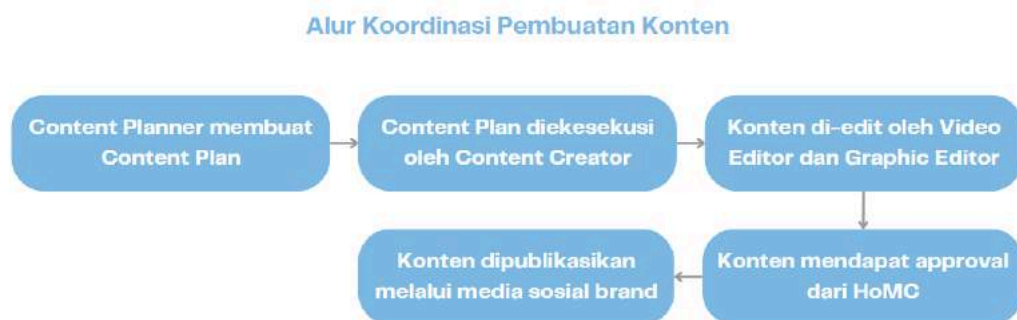 Alur Koordinasi Pembuatan Konten
Content Planner membuat
Content Plan
Content Plan diekesekusi
oleh Content Creator
Konten di-edit oleh Video
Editor dan Graphic Editor
Konten mendapat approval
dari HoMC
Konten dipublikasikan
melalui media sosial brand